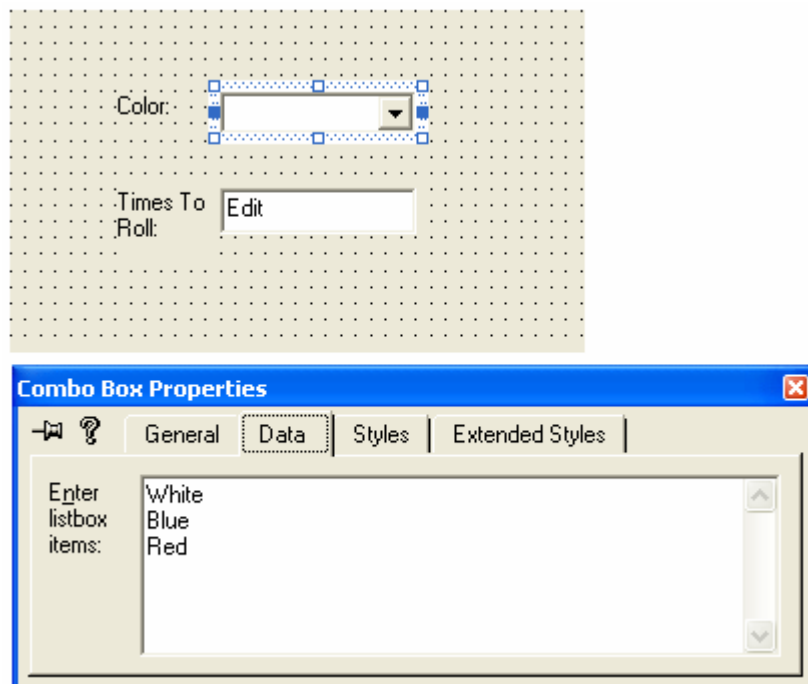 Color:
Times To
Roll:
Edit
Combo Box Properties
General
Data
Styles
Extended Styles
Enter
listbox
items:
White
Blue
Red